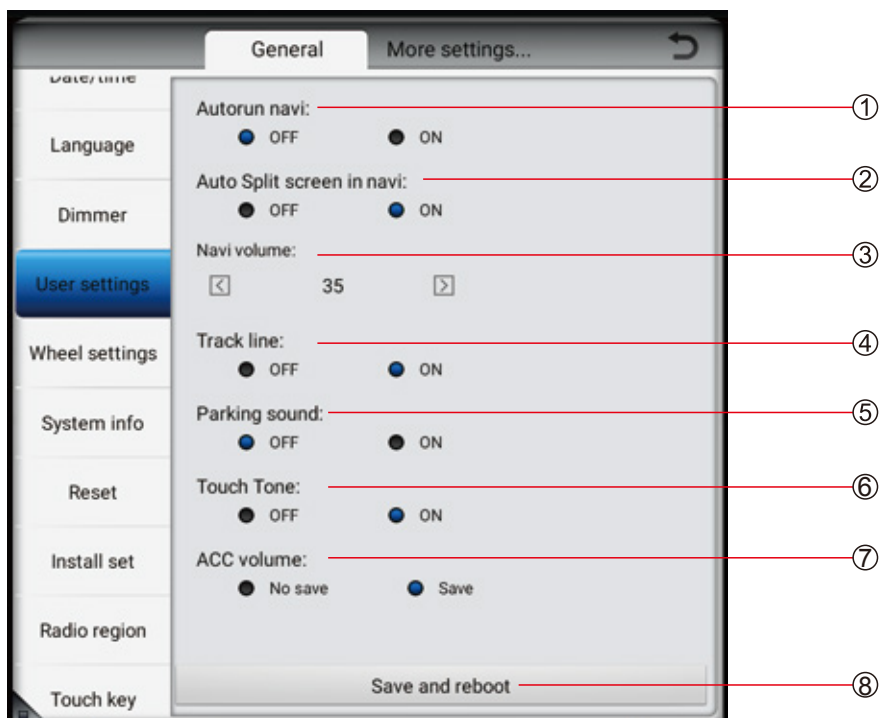 General More settings...
Date/time
Language
Dimmer
User settings
Wheel settings
System info
Reset
Install set
Radio region
Touch key
Autorun navi: ①
OFF ON
Auto Split screen in navi: ②
OFF ON
Navi volume: ③
35
Track line: ④
OFF ON
Parking sound: ⑤
OFF ON
Touch Tone: ⑥
OFF ON
ACC volume: ⑦
No save Save
Save and reboot ⑧